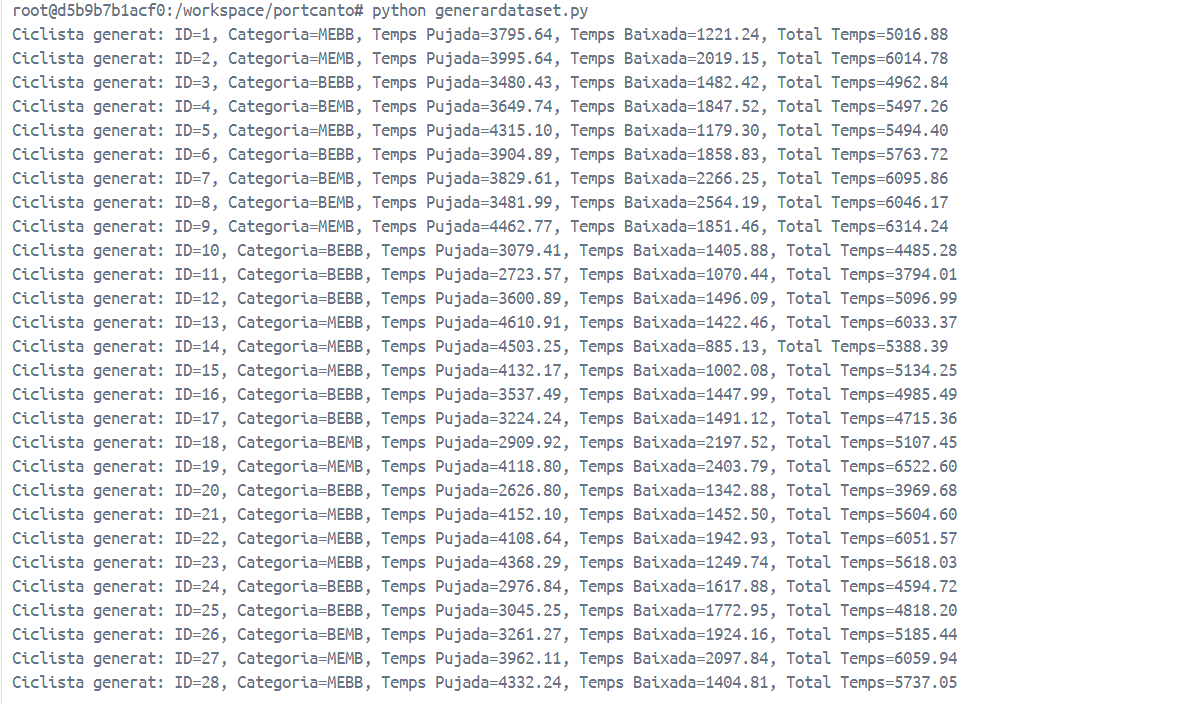 root@d5b9b7b1acf0:/workspace/portcanto# python generardataset.py
Ciclista generat: ID=1, Categoria=MEBB, Temps Pujada=3795.64, Temps Baixada=1221.24, Total Temps=5016.88
Ciclista generat: ID=2, Categoria=MEMB, Temps Pujada=3995.64, Temps Baixada=2019.15, Total Temps=6014.78
Ciclista generat: ID=3, Categoria=BEBB, Temps Pujada=3480.43, Temps Baixada=1482.42, Total Temps=4962.84
Ciclista generat: ID=4, Categoria=BEMB, Temps Pujada=3649.74, Temps Baixada=1847.52, Total Temps=5497.26
Ciclista generat: ID=5, Categoria=MEBB, Temps Pujada=4315.10, Temps Baixada=1179.30, Total Temps=5494.40
Ciclista generat: ID=6, Categoria=BEBB, Temps Pujada=3904.89, Temps Baixada=1858.83, Total Temps=5763.72
Ciclista generat: ID=7, Categoria=BEMB, Temps Pujada=3829.61, Temps Baixada=2266.25, Total Temps=6095.86
Ciclista generat: ID=8, Categoria=BEMB, Temps Pujada=3481.99, Temps Baixada=2564.19, Total Temps=6046.17
Ciclista generat: ID=9, Categoria=MEMB, Temps Pujada=4462.77, Temps Baixada=1851.46, Total Temps=6314.24
Ciclista generat: ID=10, Categoria=BEBB, Temps Pujada=3079.41, Temps Baixada=1405.88, Total Temps=4485.28
Ciclista generat: ID=11, Categoria=BEBB, Temps Pujada=2723.57, Temps Baixada=1070.44, Total Temps=3794.01
Ciclista generat: ID=12, Categoria=BEBB, Temps Pujada=3600.89, Temps Baixada=1496.09, Total Temps=5096.99
Ciclista generat: ID=13, Categoria=MEBB, Temps Pujada=4610.91, Temps Baixada=1422.46, Total Temps=6033.37
Ciclista generat: ID=14, Categoria=MEBB, Temps Pujada=4503.25, Temps Baixada=885.13, Total Temps=5388.39
Ciclista generat: ID=15, Categoria=MEBB, Temps Pujada=4132.17, Temps Baixada=1002.08, Total Temps=5134.25
Ciclista generat: ID=16, Categoria=BEBB, Temps Pujada=3537.49, Temps Baixada=1447.99, Total Temps=4985.49
Ciclista generat: ID=17, Categoria=BEBB, Temps Pujada=3224.24, Temps Baixada=1491.12, Total Temps=4715.36
Ciclista generat: ID=18, Categoria=BEMB, Temps Pujada=2909.92, Temps Baixada=2197.52, Total Temps=5107.45
Ciclista generat: ID=19, Categoria=MEMB, Temps Pujada=4118.80, Temps Baixada=2403.79, Total Temps=6522.60
Ciclista generat: ID=20, Categoria=BEBB, Temps Pujada=2626.80, Temps Baixada=1342.88, Total Temps=3969.68
Ciclista generat: ID=21, Categoria=MEBB, Temps Pujada=4152.10, Temps Baixada=1452.50, Total Temps=5604.60
Ciclista generat: ID=22, Categoria=MEBB, Temps Pujada=4108.64, Temps Baixada=1942.93, Total Temps=6051.57
Ciclista generat: ID=23, Categoria=MEBB, Temps Pujada=4368.29, Temps Baixada=1249.74, Total Temps=5618.03
Ciclista generat: ID=24, Categoria=BEBB, Temps Pujada=2976.84, Temps Baixada=1617.88, Total Temps=4594.72
Ciclista generat: ID=25, Categoria=BEBB, Temps Pujada=3045.25, Temps Baixada=1772.95, Total Temps=4818.20
Ciclista generat: ID=26, Categoria=BEMB, Temps Pujada=3261.27, Temps Baixada=1924.16, Total Temps=5185.44
Ciclista generat: ID=27, Categoria=MEMB, Temps Pujada=3962.11, Temps Baixada=2097.84, Total Temps=6059.94
Ciclista generat: ID=28, Categoria=MEBB, Temps Pujada=4332.24, Temps Baixada=1404.81, Total Temps=5737.05